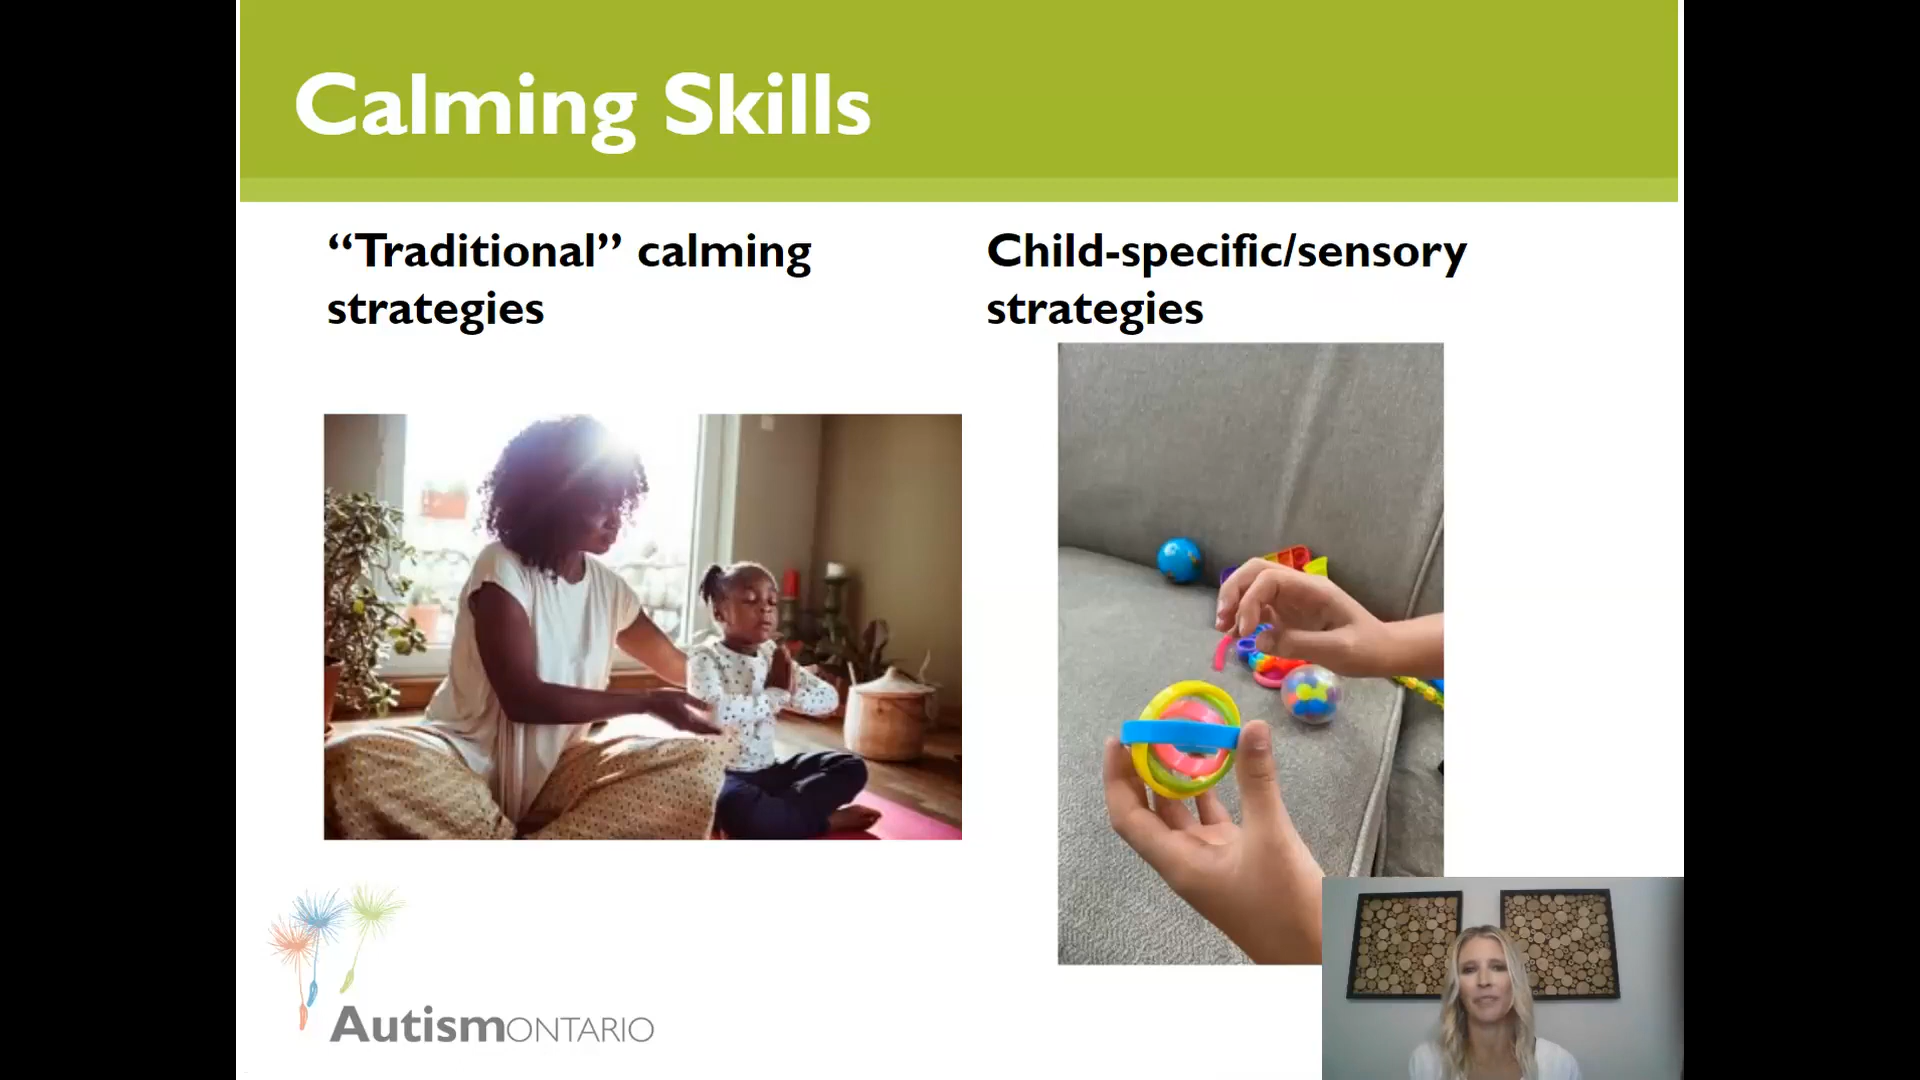 Calming Skills
“Traditional” calming
strategies
Child-specific/sensory
strategies
AutismONTARIO